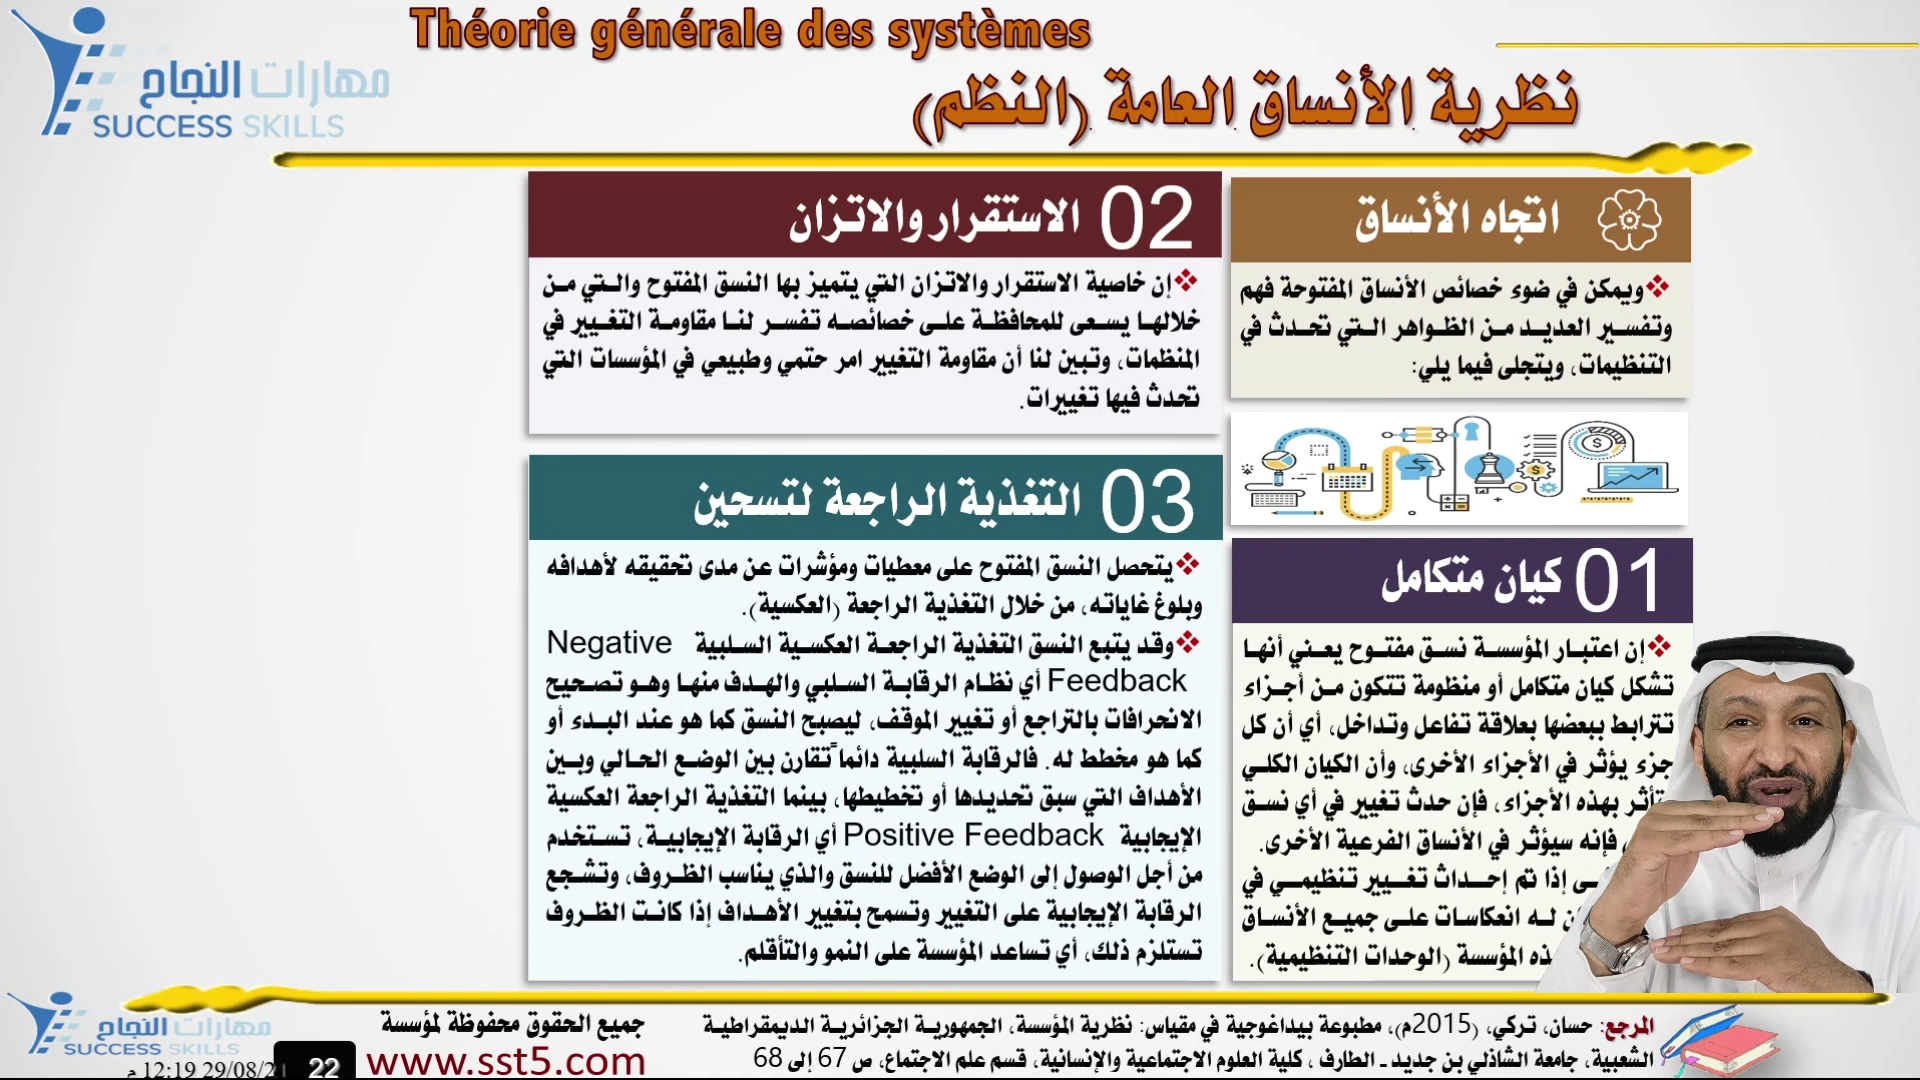 Théorie générale des systèmes
مهارات النجاح
SUCCESS SKILLS
نظرية الأنساق العامة (النظم)
اتجاه الأنساق
❖ويمكن في ضوء خصائص الأنساق المفتوحة فهم
وتفسير العديد من الظواهر التي تحدث في
التنظيمات، ويتجلى فيما يلي:
01 كيان متكامل
❖إن اعتبار المؤسسة نسق مفتوح يعني أنها
تشكل كيان متكامل أو منظومة تتكون من أجزاء
تترابط ببعضها بعلاقة تفاعل وتداخل، أي أن كل
جزء يؤثر في الأجزاء الأخرى، وأن الكيان الكلي
يتأثر بهذه الأجزاء، فإن حدث تغيير في أي نسق
فإنه سيؤثر في الأنساق الفرعية الأخرى.
إذا تم إحداث تغيير تنظيمي في
له انعكاسات على جميع الأنساق
المؤسسة (الوحدات التنظيمية).
02 الاستقرار والاتزان
❖إن خاصية الاستقرار والاتزان التي يتميز بها النسق المفتوح والتي من
خلالها يسعى للمحافظة على خصائصه تفسر لنا مقاومة التغيير في
المنظمات، وتبين لنا أن مقاومة التغيير امر حتمي وطبيعي في المؤسسات التي
تحدث فيها تغييرات.
03 التغذية الراجعة لتسحين
❖يتحصل النسق المفتوح على معطيات ومؤشرات عن مدى تحقيقه لأهدافه
وبلوغ غاياته، من خلال التغذية الراجعة (العكسية).
❖وقد يتبع النسق التغذية الراجعة العكسية السلبية Negative
Feedback أي نظام الرقابة السلبي والهدف منها وهو تصحيح
الانحرافات بالتراجع أو تغيير الموقف، ليصبح النسق كما هو عند البدء أو
كما هو مخطط له. فالرقابة السلبية دائماً تقارن بين الوضع الحالي وبين
الأهداف التي سبق تحديدها أو تخطيطها، بينما التغذية الراجعة العكسية
الإيجابية Positive Feedback أي الرقابة الإيجابية، تستخدم
من أجل الوصول إلى الوضع الأفضل للنسق والذي يناسب الظروف، وتشجع
الرقابة الإيجابية على التغيير وتسمح بتغيير الأهداف إذا كانت الظروف
تستلزم ذلك، أي تساعد المؤسسة على النمو والتأقلم.
المرجع: حسان، تركي، (2015م)، مطبوعة بيداغوجية في مقياس: نظرية المؤسسة، الجمهورية الجزائرية الديمقراطية
الشعبية، جامعة الشاذلي بن جديد ـ الطارف ، كلية العلوم الاجتماعية والإنسانية، قسم علم الاجتماع، ص 67 إلى 68
جميع الحقوق محفوظة لمؤسسة
www.sst5.com
مهارات النجاح
SUCCESS SKILLS
22
12:19 29/08/2 م